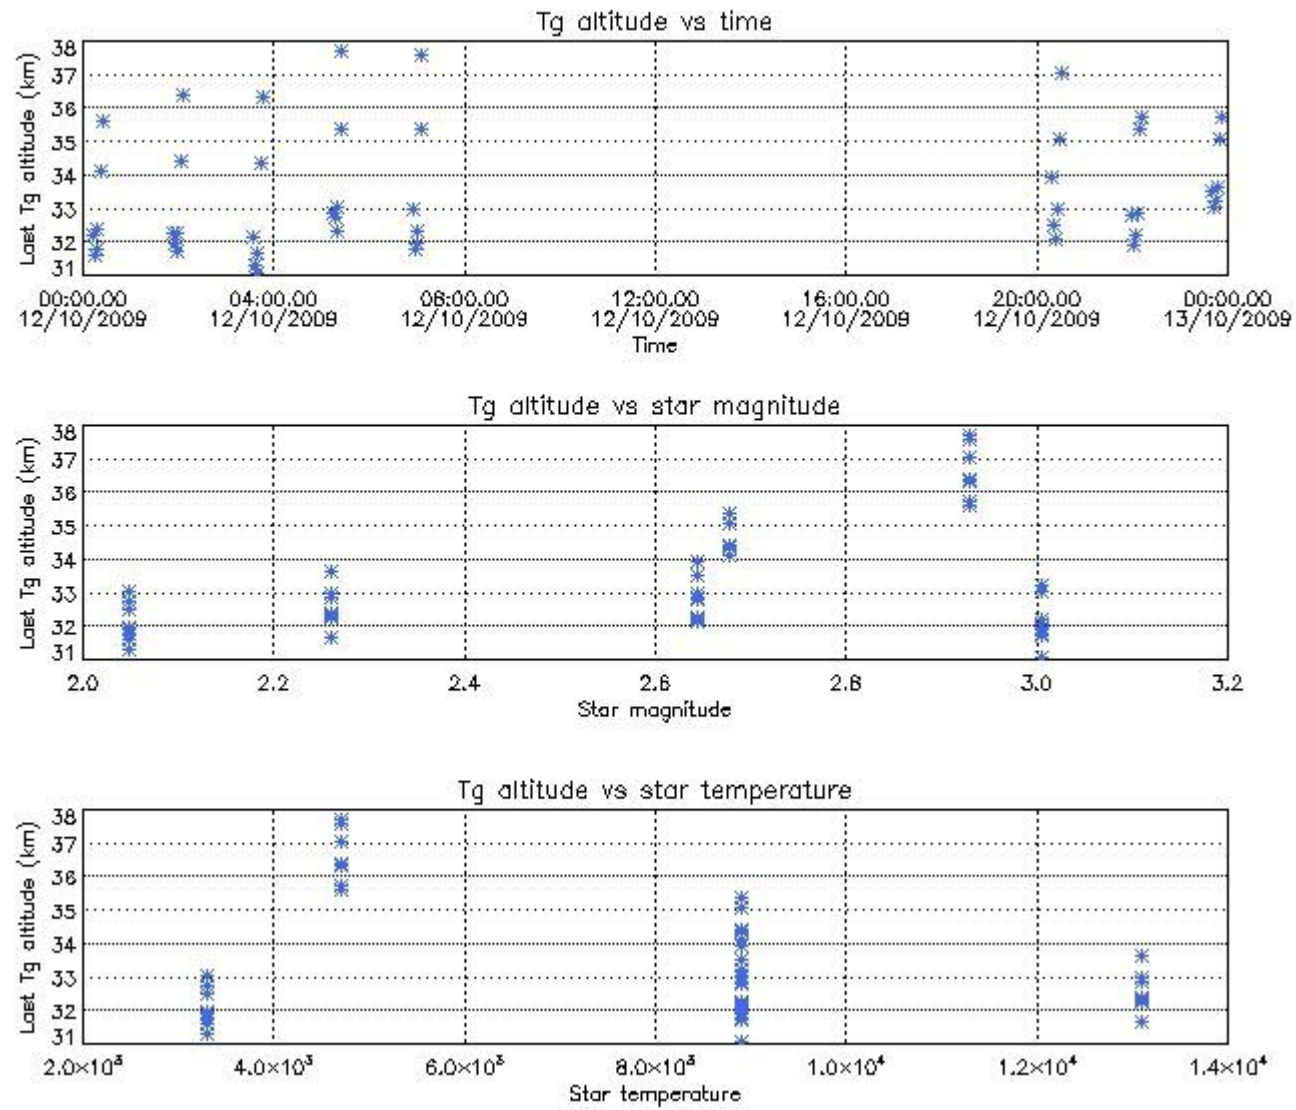 Tg altitude vs time
Last Tg altitude (km)
38
37
36
35
34
33
32
31
00:00.00 04:00.00 08:00.00 12:00.00 16:00.00 20:00.00 00:00.00
12/10/2009 12/10/2009 12/10/2009 12/10/2009 12/10/2009 12/10/2009 13/10/2009
Time
Tg altitude vs star magnitude
Last Tg altitude (km)
38
37
36
35
34
33
32
31
2.0 2.2 2.4 2.6 2.8 3.0 3.2
Star magnitude
Tg altitude vs star temperature
Last Tg altitude (km)
38
37
36
35
34
33
32
31
2.0×10³ 4.0×10³ 6.0×10³ 8.0×10³ 1.0×10⁴ 1.2×10⁴ 1.4×10⁴
Star temperature